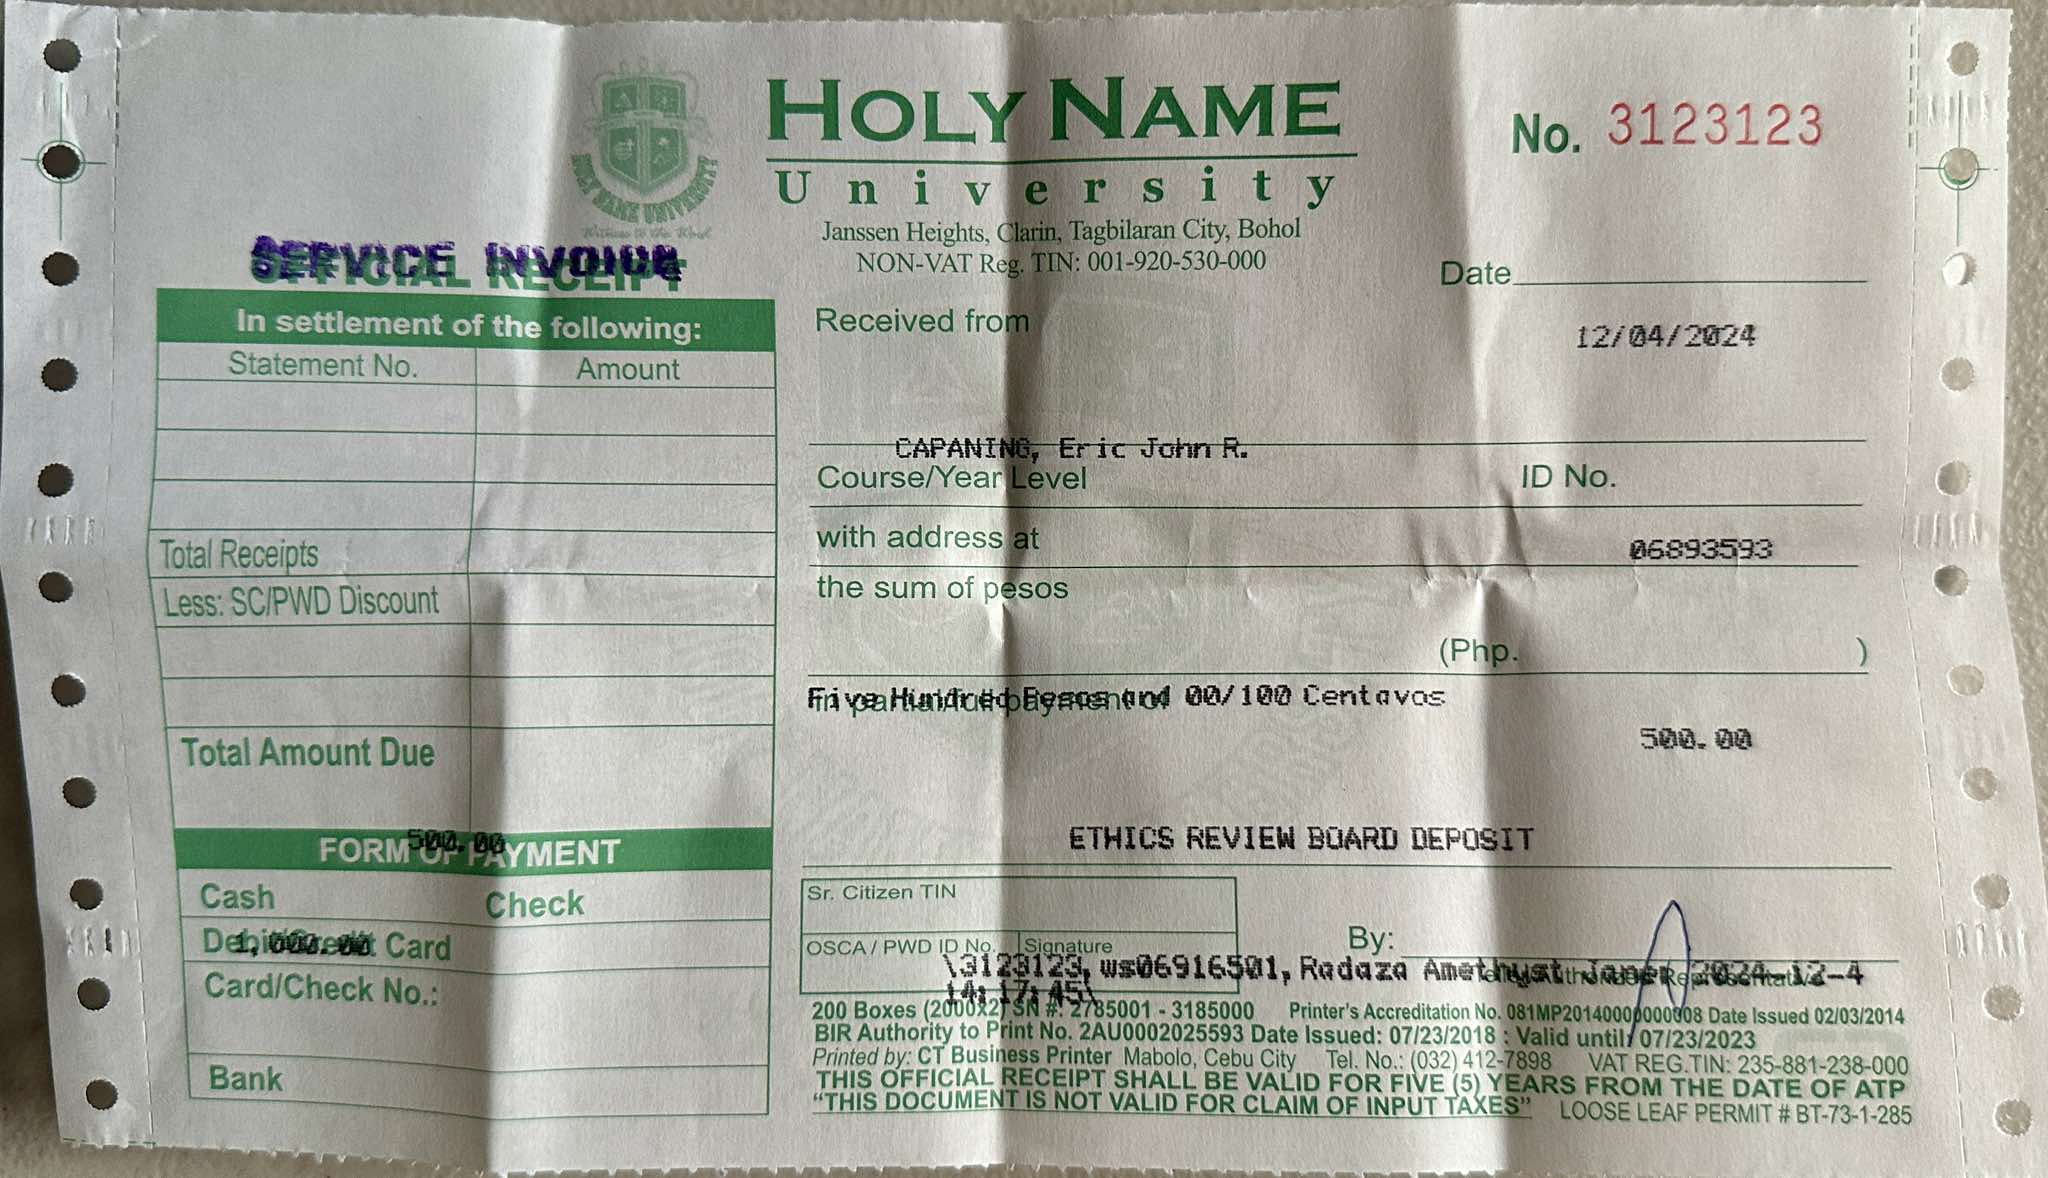 HOLY NAME
University
Janssen Heights, Clarin, Tagbilaran City, Bohol
NON-VAT Reg. TIN: 001-920-530-000
No. 3123123
HOLY NAME UNIVERSITY
Witness to the Word
SERVICE INVOICE
OFFICIAL RECEIPT
In settlement of the following:
Statement No. Amount
Total Receipts
Less: SC/PWD Discount
Total Amount Due
500.00
FORM OF PAYMENT
Cash Check
Debit/Credit Card
1,000.00
Card/Check No.:
Bank
Date
12/04/2024
Received from
CAPANING, Eric John R.
Course/Year Level ID No.
with address at 06893593
the sum of pesos
(Php. )
Five Hundred Pesos and 00/100 Centavos
in partial/full payment of
500.00
ETHICS REVIEW BOARD DEPOSIT
Sr. Citizen TIN
OSCA / PWD ID No. Signature
By:
Authorized Representative
\3123123, ws06916501, Radaza Amethyst 2024-12-4
14:17:45\
200 Boxes (2000x2) SN #: 2785001 - 3185000 Printer's Accreditation No. 081MP20140000000008 Date Issued 02/03/2014
BIR Authority to Print No. 2AU0002025593 Date Issued: 07/23/2018 : Valid until: 07/23/2023
Printed by: CT Business Printer Mabolo, Cebu City Tel. No.: (032) 412-7898 VAT REG.TIN: 235-881-238-000
THIS OFFICIAL RECEIPT SHALL BE VALID FOR FIVE (5) YEARS FROM THE DATE OF ATP
"THIS DOCUMENT IS NOT VALID FOR CLAIM OF INPUT TAXES" LOOSE LEAF PERMIT # BT-73-1-285